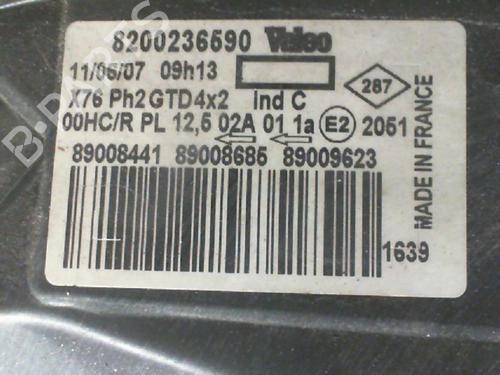 8200236590 Valeo
11/06/07 09h13
X76 Ph2 GTD4x2 ind C
287
00HC/R PL 12,5 02A 01 1a E2 2051
89008441 89008685 89009623
1639
MADE IN FRANCE
B-PARTS